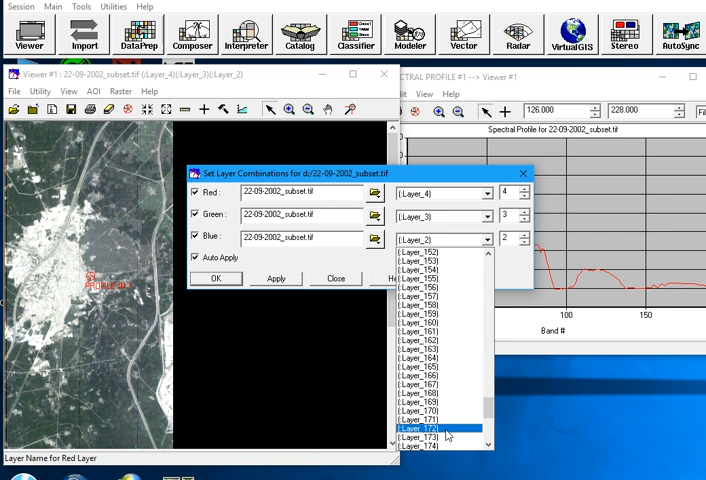 Session Main Tools Utilities Help
Viewer Import DataPrep Composer Interpreter Catalog Classifier Modeler Vector Radar VirtualGIS Stereo AutoSync
Viewer #1 : 22-09-2002_subset.tif (:Layer_4)(:Layer_3)(:Layer_2)
CTRAL PROFILE #1 --> Viewer #1
File Utility View AOI Raster Help
dit View Help
126.000 228.000
Spectral Profile for 22-09-2002_subset.tif
Set Layer Combinations for d:/22-09-2002_subset.tif
Red : 22-09-2002_subset.tif (:Layer_4) 4
Green : 22-09-2002_subset.tif (:Layer_3) 3
Blue : 22-09-2002_subset.tif (:Layer_2) 2
Auto Apply
OK Apply Close He
(:Layer_152)
(:Layer_153)
(:Layer_154)
(:Layer_155)
(:Layer_156)
(:Layer_157)
(:Layer_158)
(:Layer_159)
(:Layer_160)
(:Layer_161)
(:Layer_162)
(:Layer_163)
(:Layer_164)
(:Layer_165)
(:Layer_166)
(:Layer_167)
(:Layer_168)
(:Layer_169)
(:Layer_170)
(:Layer_171)
(:Layer_172)
(:Layer_173)
(:Layer_174)
100 150
Band #
Layer Name for Red Layer